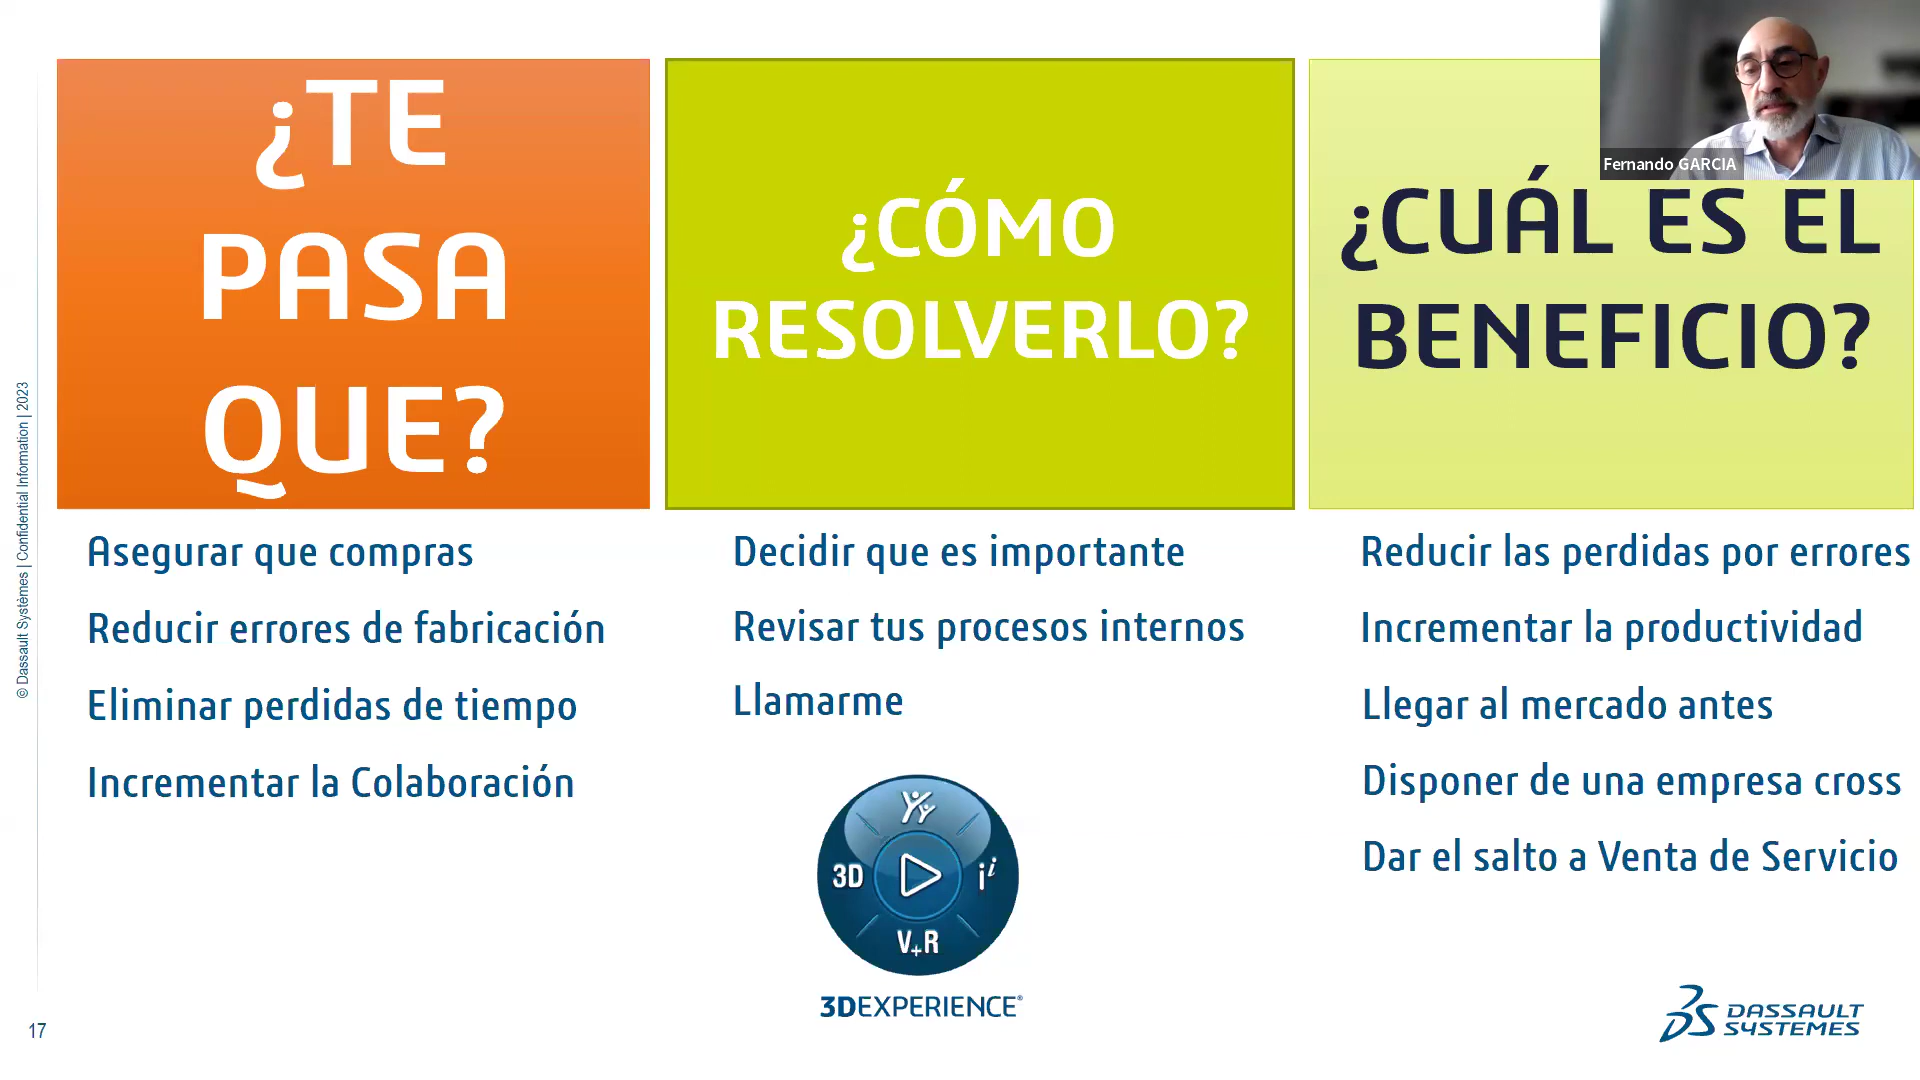 ¿TE
PASA
QUE?
¿CÓMO
RESOLVERLO?
¿CUÁL ES EL
BENEFICIO?
Fernando GARCIA
Asegurar que compras
Reducir errores de fabricación
Eliminar perdidas de tiempo
Incrementar la Colaboración
Decidir que es importante
Revisar tus procesos internos
Llamarme
Reducir las perdidas por errores
Incrementar la productividad
Llegar al mercado antes
Disponer de una empresa cross
Dar el salto a Venta de Servicio
3D
i i
V+R
3DEXPERIENCE®
DASSAULT
SYSTEMES
© Dassault Systèmes | Confidential Information | 2023
17